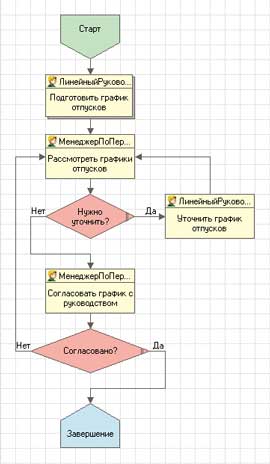 Старт
ЛинейныйРуково...
Подготовить график
отпусков
МенеджерПоПер...
Рассмотреть графики
отпусков
Нет
Нужно
уточнить?
Да
ЛинейныйРуково...
Уточнить график
отпусков
МенеджерПоПер...
Согласовать график с
руководством
Нет
Согласовано?
Да
Завершение